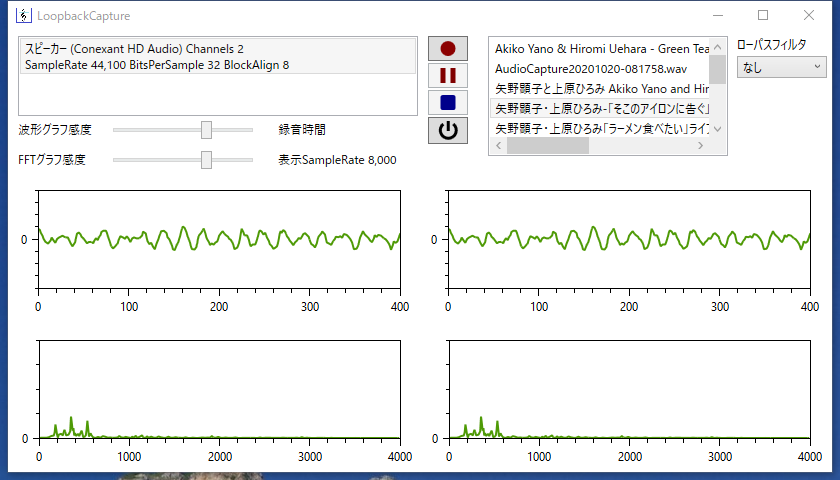 LoopbackCapture
スピーカー (Conexant HD Audio) Channels 2
SampleRate 44,100 BitsPerSample 32 BlockAlign 8
波形グラフ感度
録音時間
FFTグラフ感度
表示SampleRate 8,000
Akiko Yano & Hiromi Uehara - Green Tea
AudioCapture20201020-081758.wav
矢野顕子と上原ひろみ Akiko Yano and Hir
矢野顕子・上原ひろみ-「そこのアイロンに告ぐ」
矢野顕子・上原ひろみ「ラーメン食べたい」ライブ
ローパスフィルタ
なし
0
0 100 200 300 400
0
0 100 200 300 400
0
0 1000 2000 3000 4000
0
0 1000 2000 3000 4000